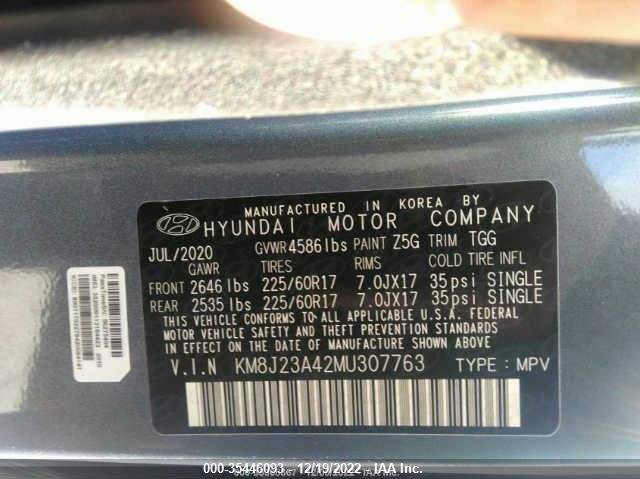 MANUFACTURED IN KOREA BY
HYUNDAI MOTOR COMPANY
JUL/2020 GVWR 4586 lbs PAINT Z5G TRIM TGG
GAWR TIRES RIMS COLD TIRE INFL
FRONT 2646 lbs 225/60R17 7.0JX17 35psi SINGLE
REAR 2535 lbs 225/60R17 7.0JX17 35psi SINGLE
THIS VEHICLE CONFORMS TO ALL APPLICABLE U.S.A. FEDERAL
MOTOR VEHICLE SAFETY, BUMPER, AND THEFT PREVENTION
STANDARDS IN EFFECT ON THE DATE OF
MANUFACTURE SHOWN ABOVE
V.I.N KM8J23A42MU307763 TYPE : MPV
000-35446093 - 12/19/2022 - IAA Inc.